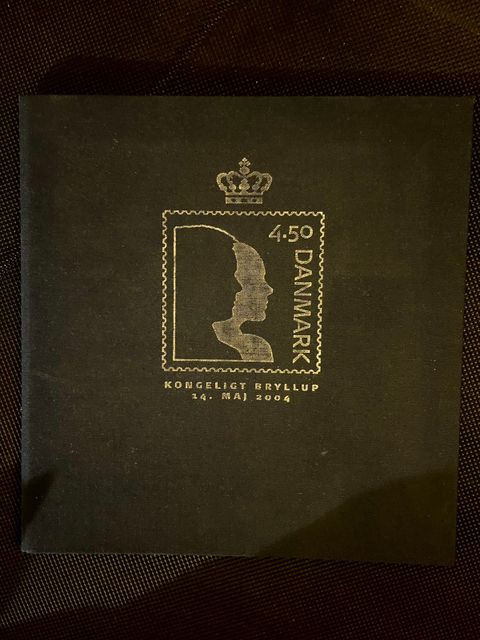 4.50
DANMARK
KONGELIGT BRYLLUP
14. MAJ 2004